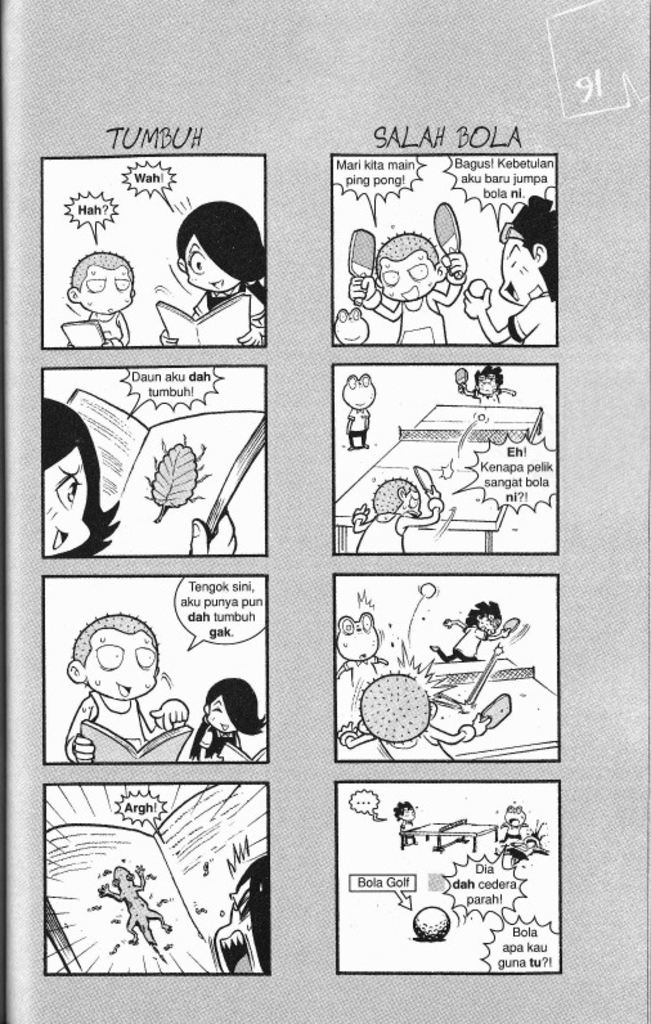 91
TUMBUH
Wah!
Hah?
Daun aku dah
tumbuh!
Tengok sini,
aku punya pun
dah tumbuh
gak.
Argh!
SALAH BOLA
Mari kita main
ping pong!
Bagus! Kebetulan
aku baru jumpa
bola ni.
Eh!
Kenapa pelik
sangat bola
ni?!
...
Dia
dah cedera
parah!
Bola Golf
Bola
apa kau
guna tu?!